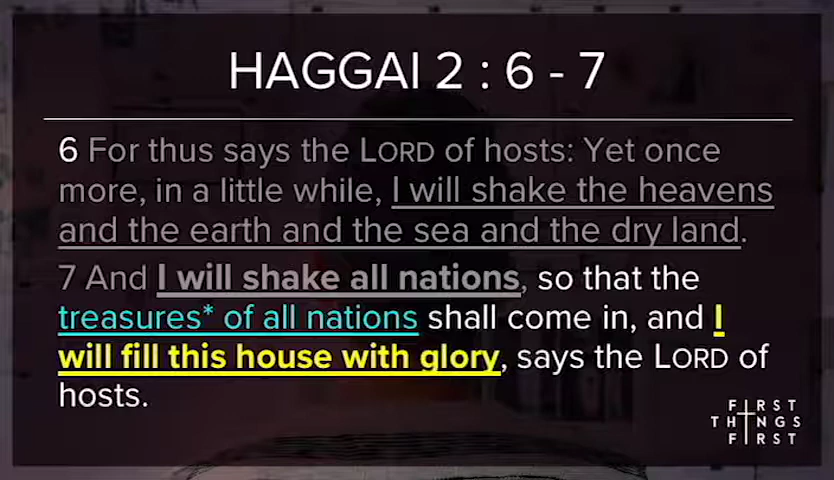 HAGGAI 2 : 6 - 7
6 For thus says the LORD of hosts: Yet once
more, in a little while, I will shake the heavens
and the earth and the sea and the dry land.
7 And I will shake all nations, so that the
treasures* of all nations shall come in, and I
will fill this house with glory, says the LORD of
hosts.
FIRST
THINGS
FIRST